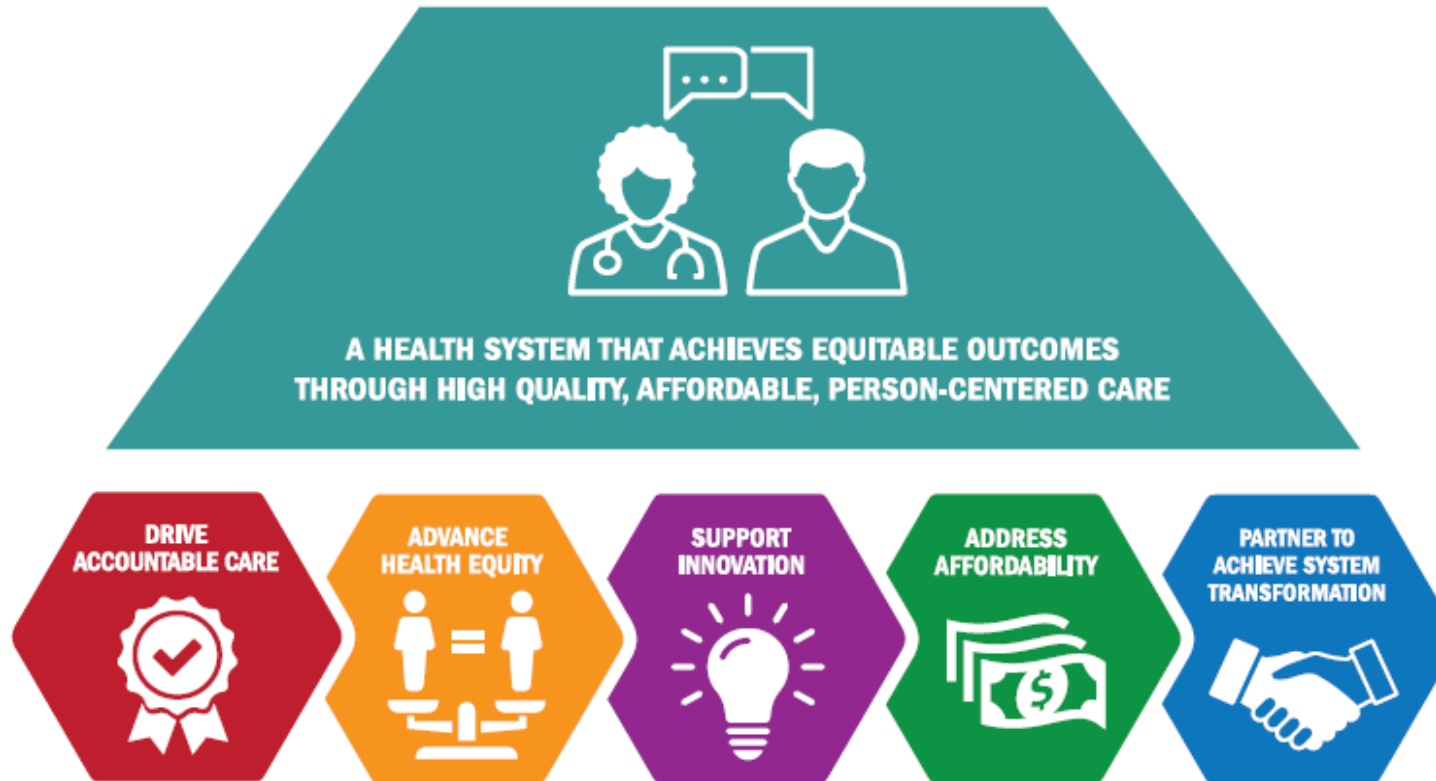 A HEALTH SYSTEM THAT ACHIEVES EQUITABLE OUTCOMES
THROUGH HIGH QUALITY, AFFORDABLE, PERSON-CENTERED CARE
DRIVE
ACCOUNTABLE CARE
ADVANCE
HEALTH EQUITY
=
SUPPORT
INNOVATION
ADDRESS
AFFORDABILITY
$
PARTNER TO
ACHIEVE SYSTEM
TRANSFORMATION